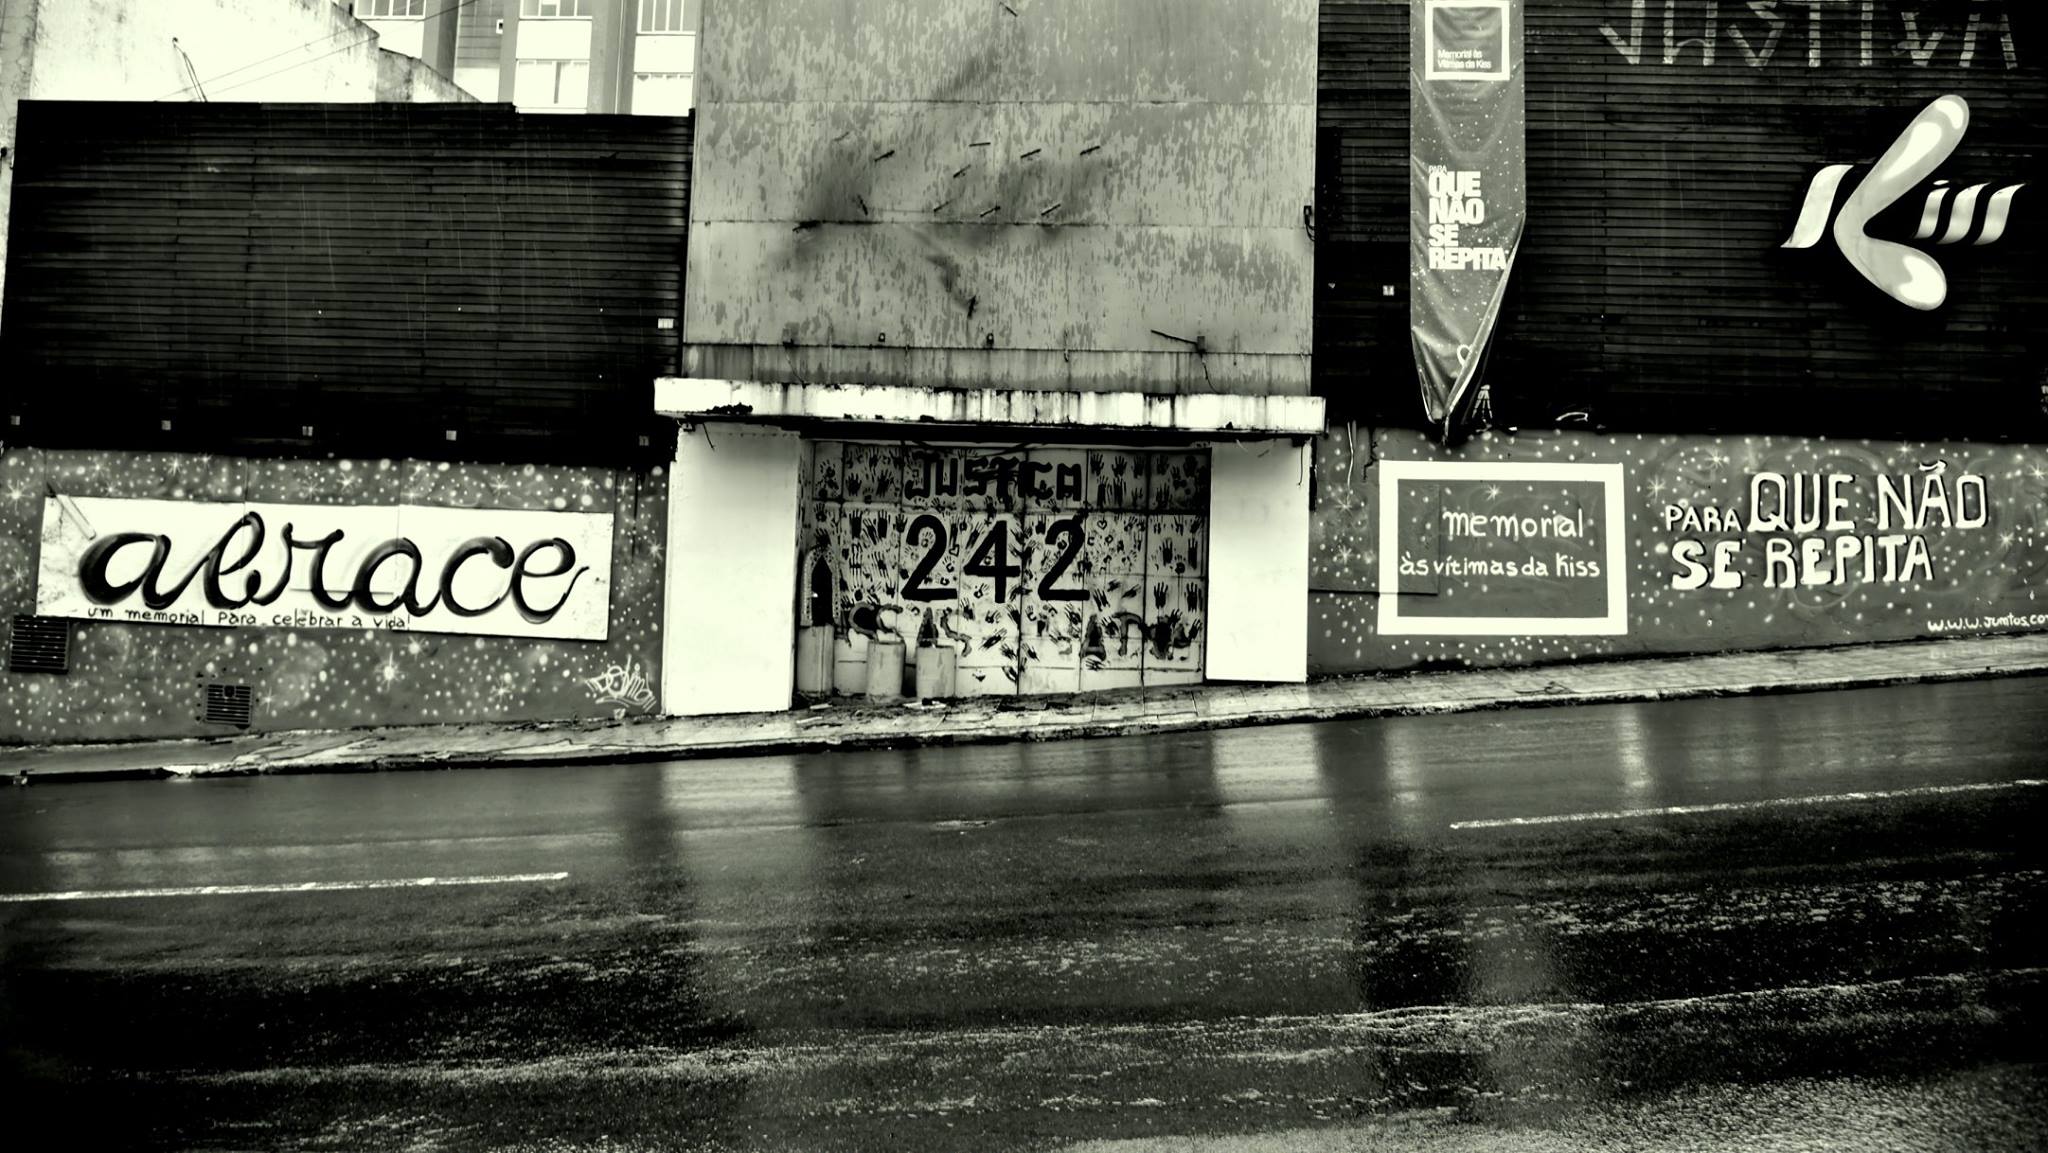 abrace
um memorial para celebrar a vida!
JUSTIÇA
242
Memorial às
Vítimas da Kiss
PARA
QUE
NÃO
SE
REPITA
JUSTIÇA
Kiss
memorial
às vítimas da Kiss
PARA QUE NÃO
SE REPITA